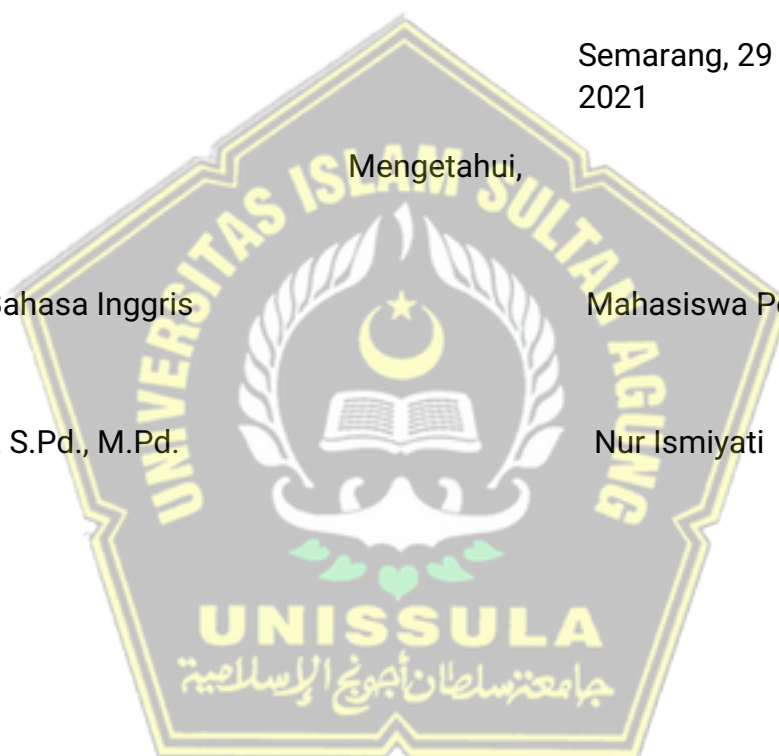 Semarang, 29
2021
Mengetahui,
UNIVERSITAS ISLAM SULTAN AGUNG
Bahasa Inggris Mahasiswa
S.Pd., M.Pd. Nur Ismiyati
UNISSULA
جامعة سلطان أجونج الإسلامية